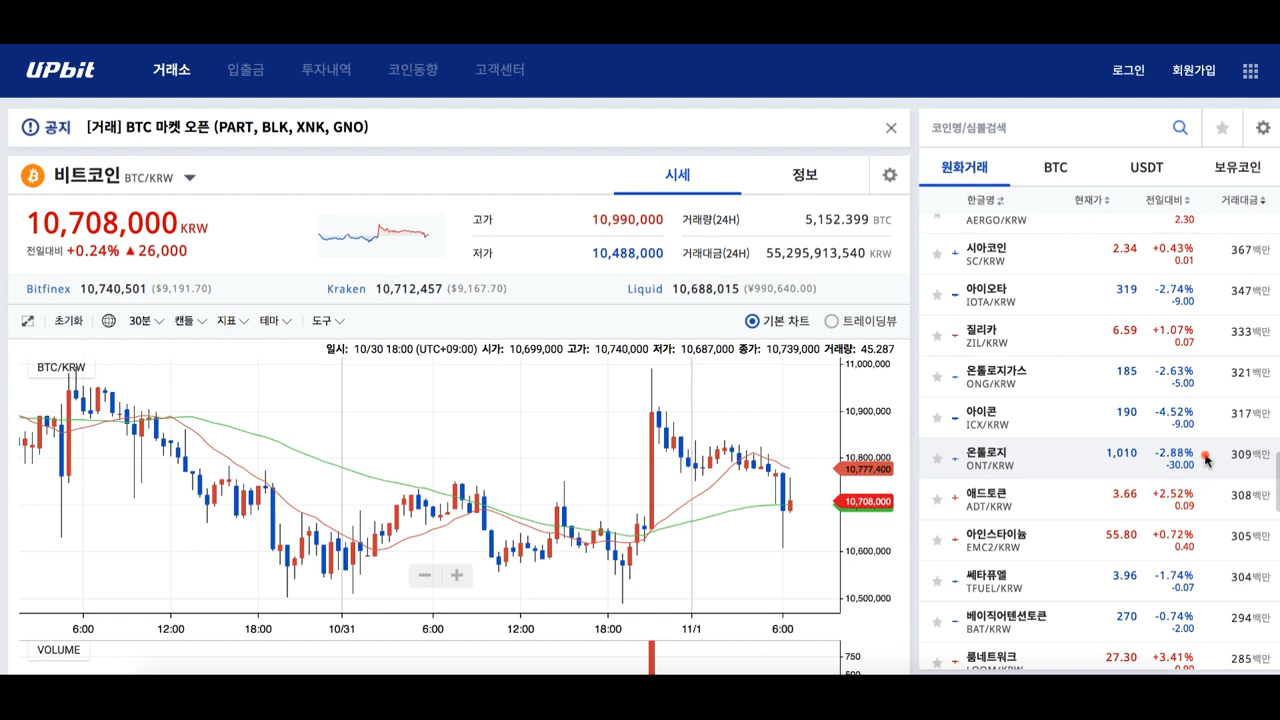 UPbit 거래소 입출금 투자내역 코인동향 고객센터 로그인 회원가입
공지 [거래] BTC 마켓 오픈 (PART, BLK, XNK, GNO)
비트코인 BTC/KRW 시세 정보
10,708,000 KRW
전일대비 +0.24% ▲ 26,000
고가 10,990,000 거래량(24H) 5,152.399 BTC
저가 10,488,000 거래대금(24H) 55,295,913,540 KRW
Bitfinex 10,740,501 ($9,191.70) Kraken 10,712,457 ($9,167.70) Liquid 10,688,015 (¥990,640.00)
초기화 30분 캔들 지표 테마 도구 기본 차트 트레이딩뷰
일시: 10/30 18:00 (UTC+09:00) 시가: 10,699,000 고가: 10,740,000 저가: 10,687,000 종가: 10,739,000 거래량: 45.287
BTC/KRW
11,000,000
10,900,000
10,800,000
10,777,400
10,708,000
10,600,000
10,500,000
6:00 12:00 18:00 10/31 6:00 12:00 18:00 11/1 6:00
VOLUME
750
500
코인명/심볼검색
원화거래 BTC USDT 보유코인
한글명 현재가 전일대비 거래대금
AERGO/KRW 2.30
시아코인 2.34 +0.43% 367백만
SC/KRW 0.01
아이오타 319 -2.74% 347백만
IOTA/KRW -9.00
질리카 6.59 +1.07% 333백만
ZIL/KRW 0.07
온톨로지가스 185 -2.63% 321백만
ONG/KRW -5.00
아이콘 190 -4.52% 317백만
ICX/KRW -9.00
온톨로지 1,010 -2.88% 309백만
ONT/KRW -30.00
애드토큰 3.66 +2.52% 308백만
ADT/KRW 0.09
아인스타이늄 55.80 +0.72% 305백만
EMC2/KRW 0.40
쎄타퓨엘 3.96 -1.74% 304백만
TFUEL/KRW -0.07
베이직어텐션토큰 270 -0.74% 294백만
BAT/KRW -2.00
룸네트워크 27.30 +3.41% 285백만
LOOM/KRW 0.90